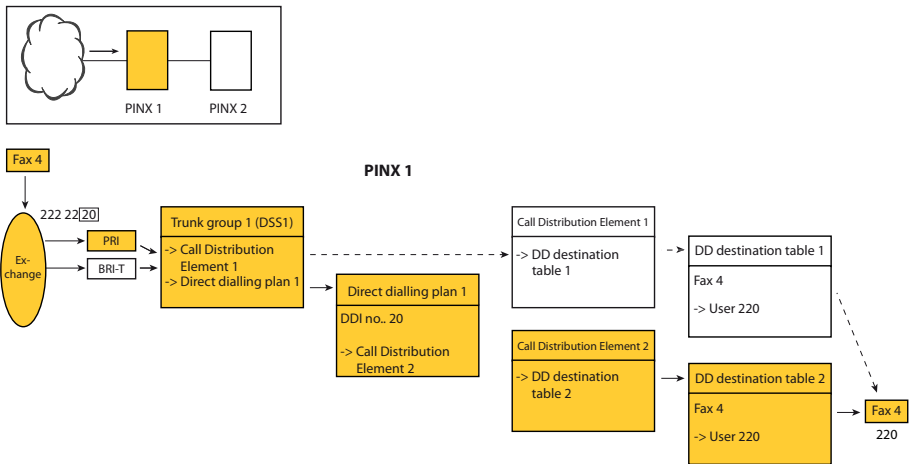 PINX 1
PINX 2
Fax 4
PINX 1
222 22 20
Ex-
change
PRI
BRI-T
Trunk group 1 (DSS1)
-> Call Distribution
Element 1
-> Direct dialling plan 1
Direct dialling plan 1
DDI no.. 20
-> Call Distribution
Element 2
Call Distribution Element 1
-> DD destination
table 1
DD destination table 1
Fax 4
-> User 220
Call Distribution Element 2
-> DD destination
table 2
DD destination table 2
Fax 4
-> User 220
Fax 4
220